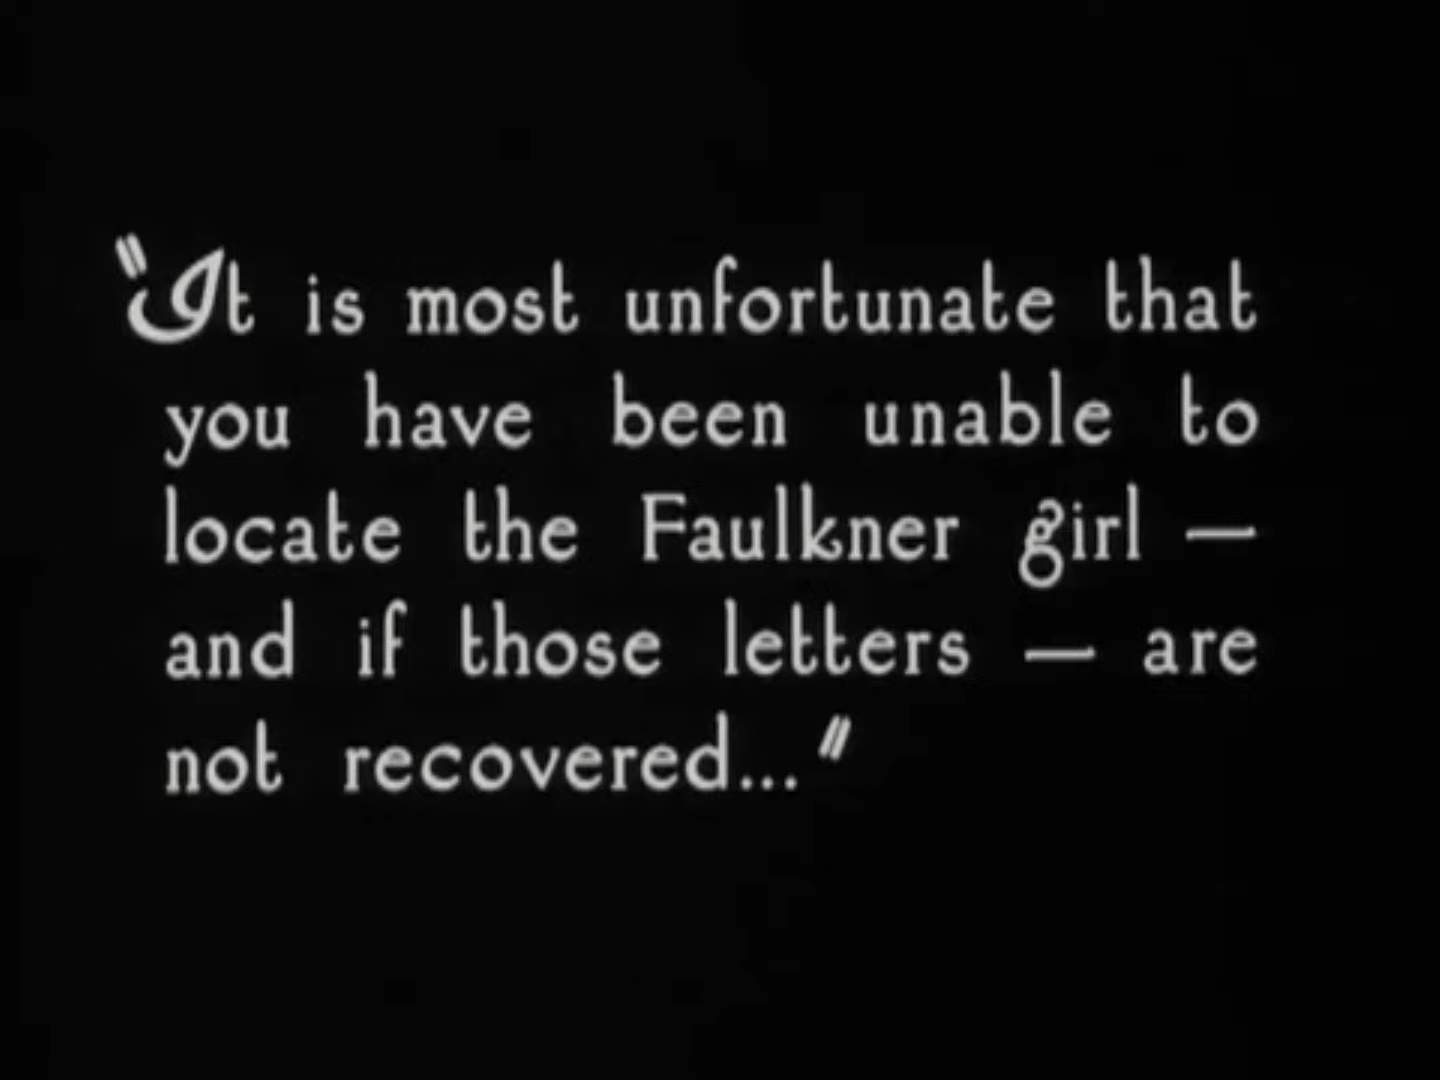 "It is most unfortunate that
you have been unable to
locate the Faulkner girl —
and if those letters — are
not recovered..."